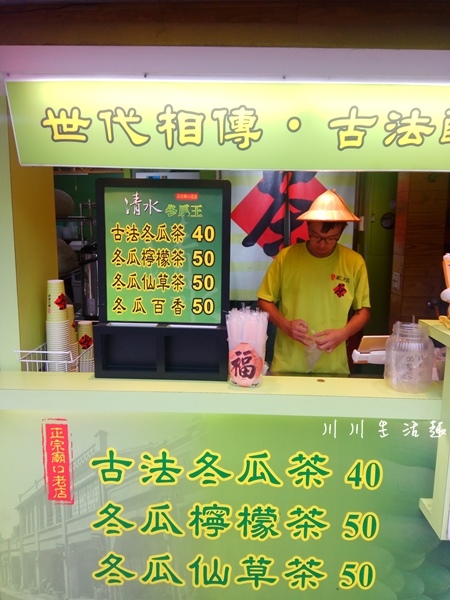 世代相傳・古法
清水
冬瓜王
古法冬瓜茶 40
冬瓜檸檬茶 50
冬瓜仙草茶 50
冬瓜百香 50
福
川川生活趣
正宗廟口老店
古法冬瓜茶 40
冬瓜檸檬茶 50
冬瓜仙草茶 50